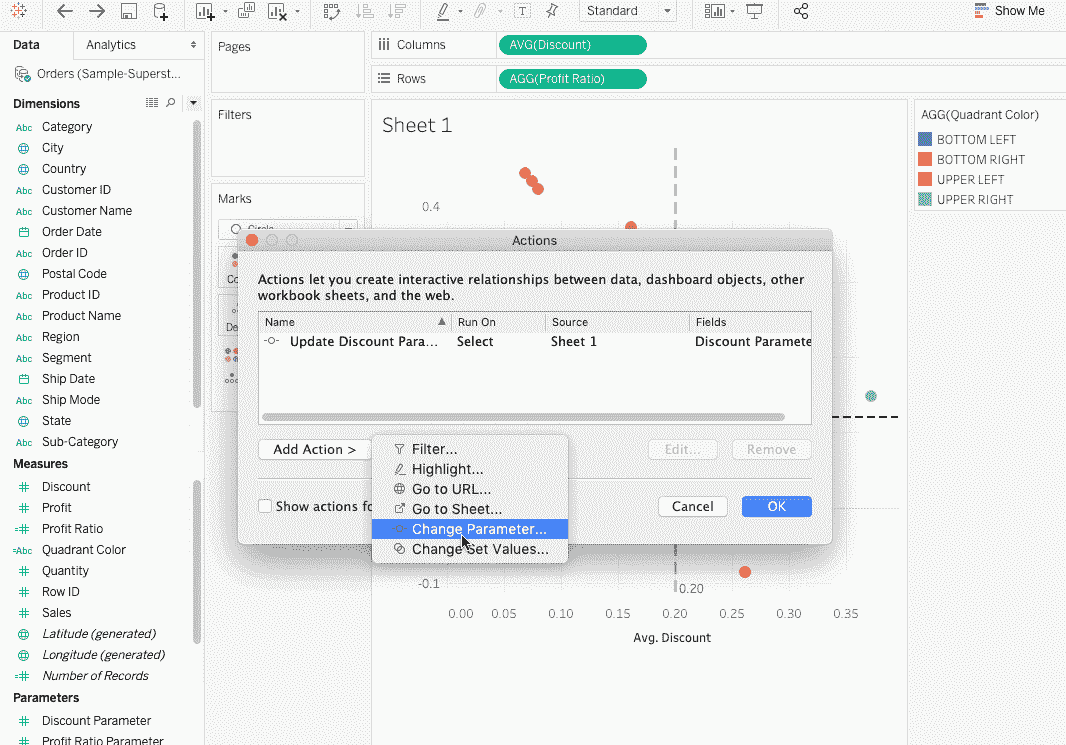 Standard
Show Me
Data
Analytics
Pages
Columns
AVG(Discount)
Rows
AGG(Profit Ratio)
Orders (Sample-Superst...
Dimensions
Abc Category
City
Country
Abc Customer ID
Abc Customer Name
Order Date
Abc Order ID
Postal Code
Abc Product ID
Abc Product Name
Abc Region
Abc Segment
Ship Date
Abc Ship Mode
State
Abc Sub-Category
Measures
Discount
Profit
=# Profit Ratio
=Abc Quadrant Color
# Quantity
# Row ID
# Sales
Latitude (generated)
Longitude (generated)
=# Number of Records
Parameters
# Discount Parameter
# Profit Ratio Parameter
Filters
Marks
Circle
Co
De
Sheet 1
0.4
-0.1
0.20
0.00 0.05 0.10 0.15 0.20 0.25 0.30 0.35
Avg. Discount
AGG(Quadrant Color)
BOTTOM LEFT
BOTTOM RIGHT
UPPER LEFT
UPPER RIGHT
Actions
Actions let you create interactive relationships between data, dashboard objects, other
workbook sheets, and the web.
Name Run On Source Fields
Update Discount Para... Select Sheet 1 Discount Paramete
Add Action >
Edit...
Remove
Show actions fo
Cancel
OK
Filter...
Highlight...
Go to URL...
Go to Sheet...
Change Parameter...
Change Set Values...